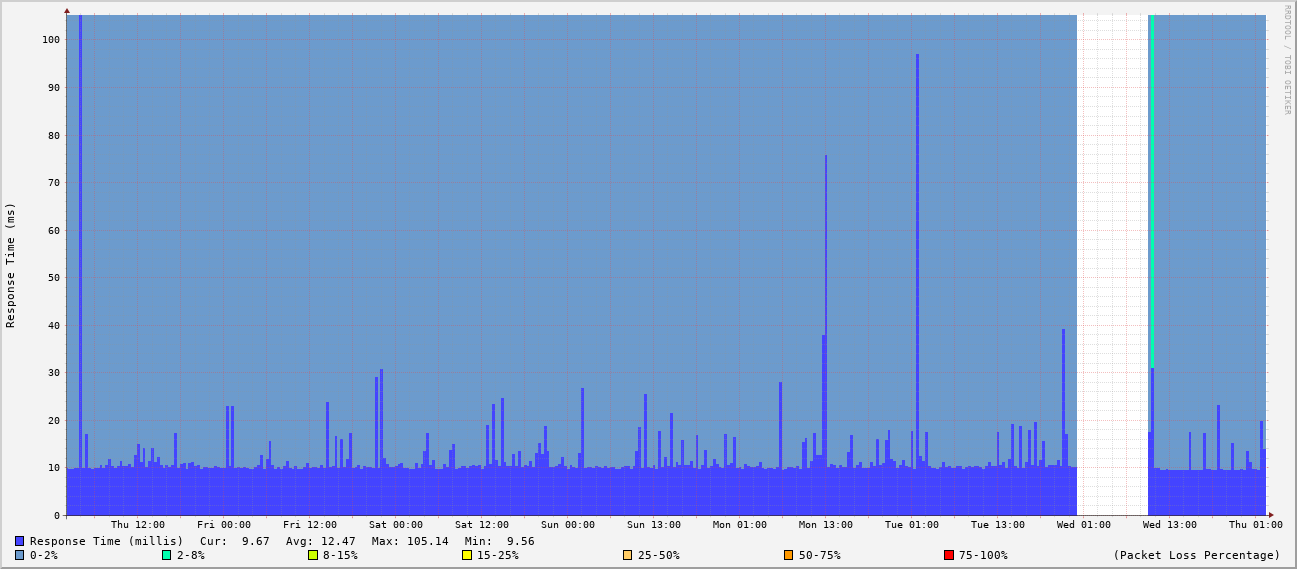 RRDTOOL / TOBI OETIKER
Response Time (ms)
100
90
80
70
60
50
40
30
20
10
0
Thu 12:00 Fri 00:00 Fri 12:00 Sat 00:00 Sat 12:00 Sun 00:00 Sun 13:00 Mon 01:00 Mon 13:00 Tue 01:00 Tue 13:00 Wed 01:00 Wed 13:00 Thu 01:00
Response Time (millis) Cur: 9.67 Avg: 12.47 Max: 105.14 Min: 9.56
0-2% 2-8% 8-15% 15-25% 25-50% 50-75% 75-100% (Packet Loss Percentage)